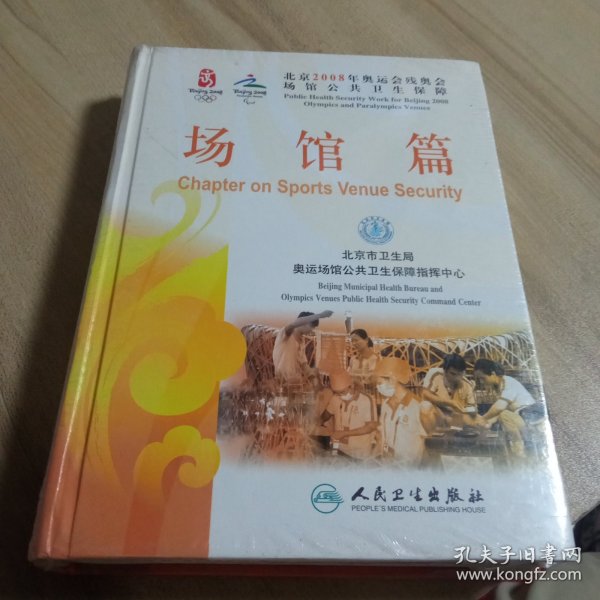 Beijing 2008
Beijing 2008
北京2008年奥运会残奥会
场馆公共卫生保障
Public Health Security Work for Beijing 2008
Olympics and Paralympics Venues
场馆篇
Chapter on Sports Venue Security
北京市卫生局
奥运场馆公共卫生保障指挥中心
Beijing Municipal Health Bureau and
Olympics Venues Public Health Security Command Center
人民卫生出版社
PEOPLE'S MEDICAL PUBLISHING HOUSE
孔夫子旧书网
www.kongfz.com